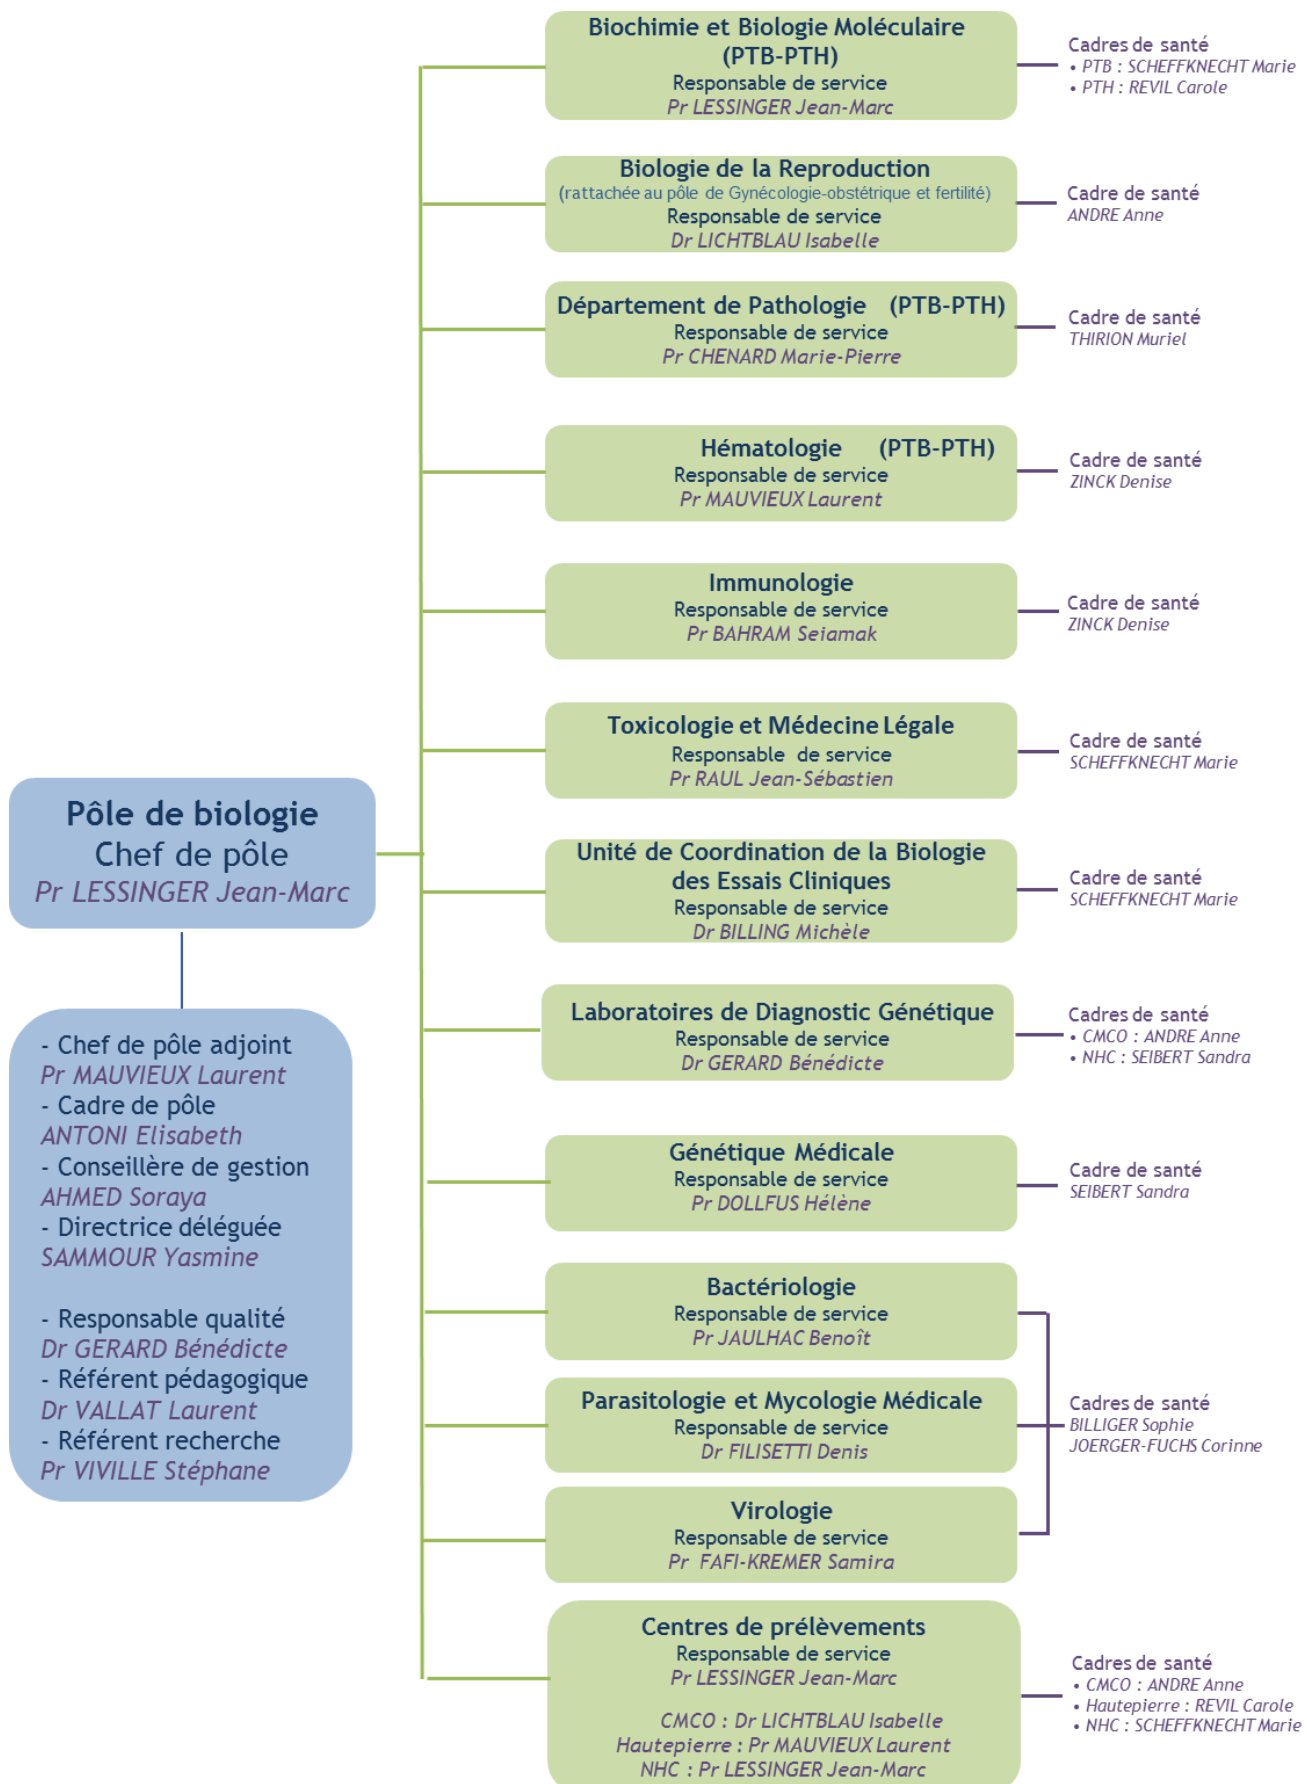 Biochimie et Biologie Moléculaire
(PTB-PTH)
Responsable de service
Pr LESSINGER Jean-Marc
Cadres de santé
• PTB : SCHEFFKNECHT Marie
• PTH : REVIL Carole
Biologie de la Reproduction
(rattachée au pôle de Gynécologie-obstétrique et fertilité)
Responsable de service
Dr LICHTBLAU Isabelle
Cadre de santé
ANDRE Anne
Département de Pathologie (PTB-PTH)
Responsable de service
Pr CHENARD Marie-Pierre
Cadre de santé
THIRION Muriel
Hématologie (PTB-PTH)
Responsable de service
Pr MAUVIEUX Laurent
Cadre de santé
ZINCK Denise
Immunologie
Responsable de service
Pr BAHRAM Seiamak
Cadre de santé
ZINCK Denise
Toxicologie et Médecine Légale
Responsable de service
Pr RAUL Jean-Sébastien
Cadre de santé
SCHEFFKNECHT Marie
Pôle de biologie
Chef de pôle
Pr LESSINGER Jean-Marc
Unité de Coordination de la Biologie
des Essais Cliniques
Responsable de service
Dr BILLING Michèle
Cadre de santé
SCHEFFKNECHT Marie
- Chef de pôle adjoint
Pr MAUVIEUX Laurent
- Cadre de pôle
ANTONI Elisabeth
- Conseillère de gestion
AHMED Soraya
- Directrice déléguée
SAMMOUR Yasmine
- Responsable qualité
Dr GERARD Bénédicte
- Référent pédagogique
Dr VALLAT Laurent
- Référent recherche
Pr VIVILLE Stéphane
Laboratoires de Diagnostic Génétique
Responsable de service
Dr GERARD Bénédicte
Cadres de santé
• CMCO : ANDRE Anne
• NHC : SEIBERT Sandra
Génétique Médicale
Responsable de service
Pr DOLLFUS Hélène
Cadre de santé
SEIBERT Sandra
Bactériologie
Responsable de service
Pr JAULHAC Benoît
Parasitologie et Mycologie Médicale
Responsable de service
Dr FILISETTI Denis
Cadres de santé
BILLIGER Sophie
JOERGER-FUCHS Corinne
Virologie
Responsable de service
Pr FAFI-KREMER Samira
Centres de prélèvements
Responsable de service
Pr LESSINGER Jean-Marc
CMCO : Dr LICHTBLAU Isabelle
Hautepierre : Pr MAUVIEUX Laurent
NHC : Pr LESSINGER Jean-Marc
Cadres de santé
• CMCO : ANDRE Anne
• Hautepierre : REVIL Carole
• NHC : SCHEFFKNECHT Marie